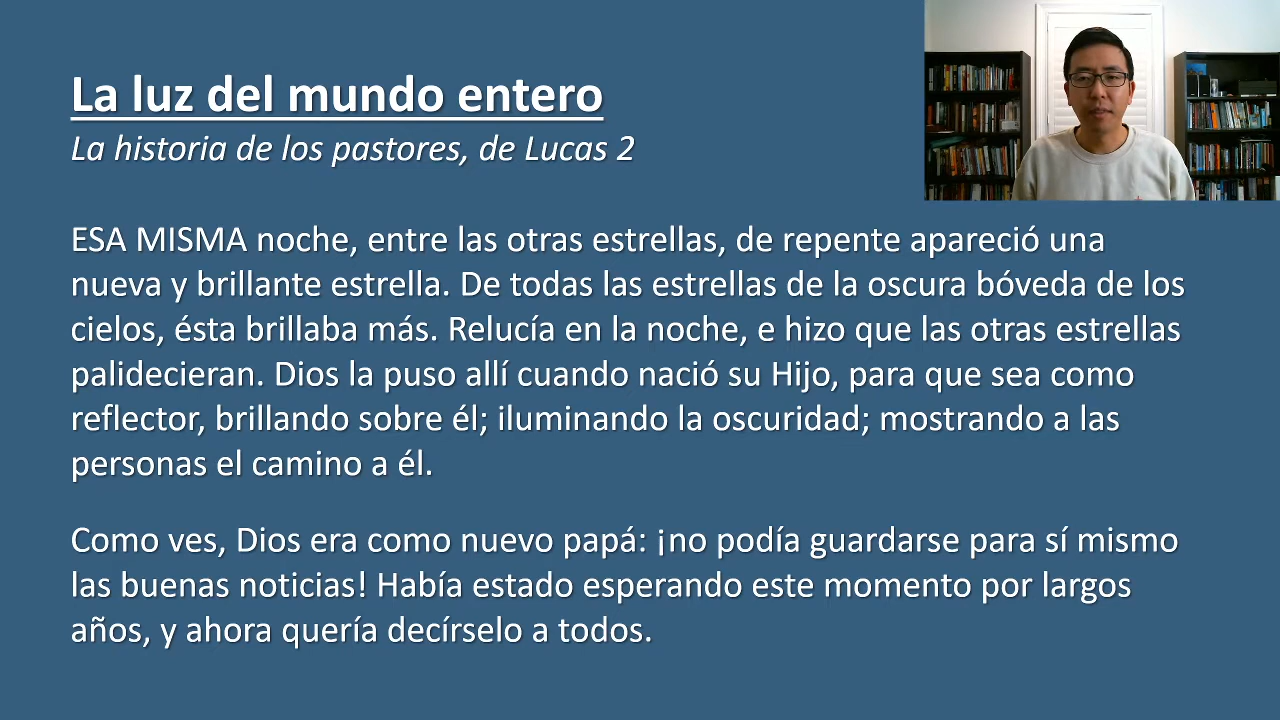 La luz del mundo entero
La historia de los pastores, de Lucas 2
ESA MISMA noche, entre las otras estrellas, de repente apareció una
nueva y brillante estrella. De todas las estrellas de la oscura bóveda de los
cielos, ésta brillaba más. Relucía en la noche, e hizo que las otras estrellas
palidecieran. Dios la puso allí cuando nació su Hijo, para que sea como
reflector, brillando sobre él; iluminando la oscuridad; mostrando a las
personas el camino a él.
Como ves, Dios era como nuevo papá: ¡no podía guardarse para sí mismo
las buenas noticias! Había estado esperando este momento por largos
años, y ahora quería decírselo a todos.